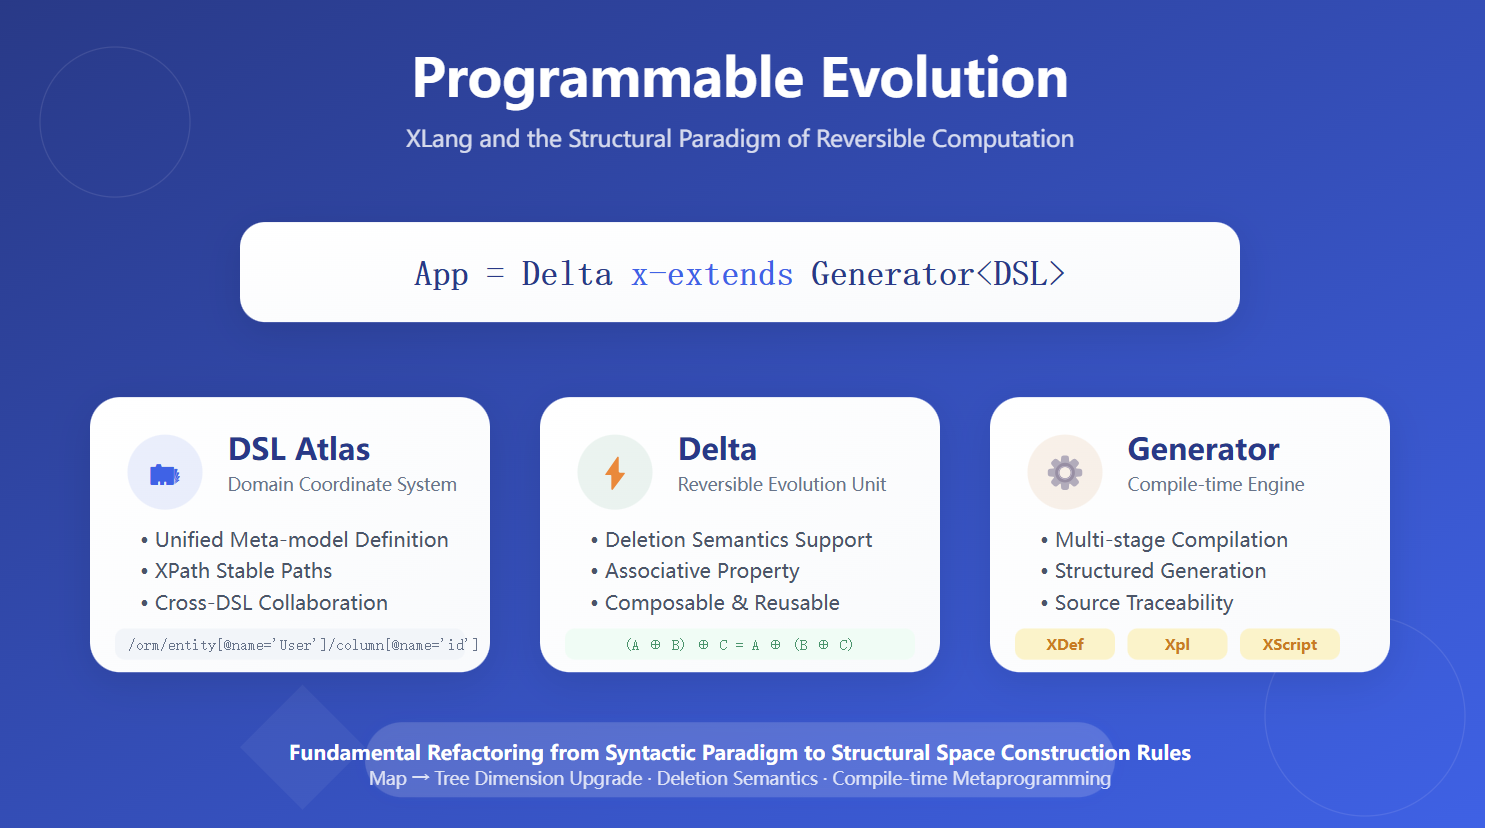 Programmable Evolution
XLang and the Structural Paradigm of Reversible Computation
App = Delta x-extends Generator<DSL>
DSL Atlas
Domain Coordinate System
• Unified Meta-model Definition
• XPath Stable Paths
• Cross-DSL Collaboration
/orm/entity[@name='User']/column[@name='id']
Delta
Reversible Evolution Unit
• Deletion Semantics Support
• Associative Property
• Composable & Reusable
(A ⊕ B) ⊕ C = A ⊕ (B ⊕ C)
Generator
Compile-time Engine
• Multi-stage Compilation
• Structured Generation
• Source Traceability
XDef Xpl XScript
Fundamental Refactoring from Syntactic Paradigm to Structural Space Construction Rules
Map → Tree Dimension Upgrade · Deletion Semantics · Compile-time Metaprogramming